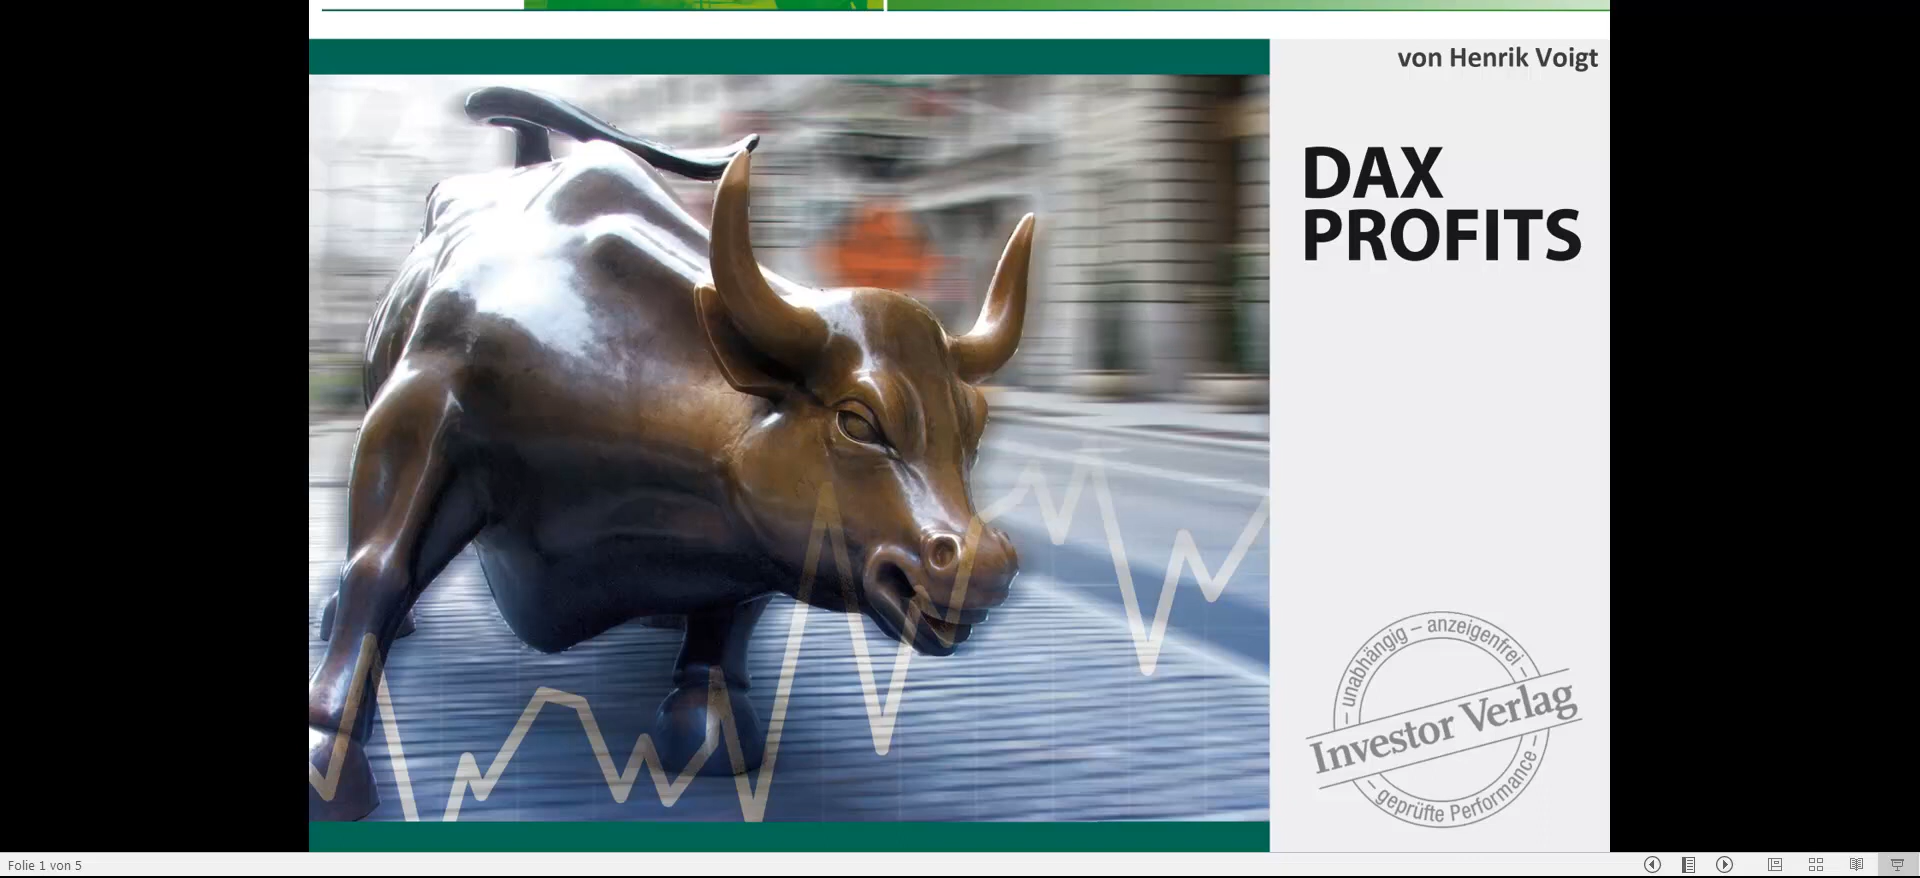 von Henrik Voigt
DAX
PROFITS
– unabhängig – anzeigenfrei –
Investor Verlag
– geprüfte Performance –
Folie 1 von 5